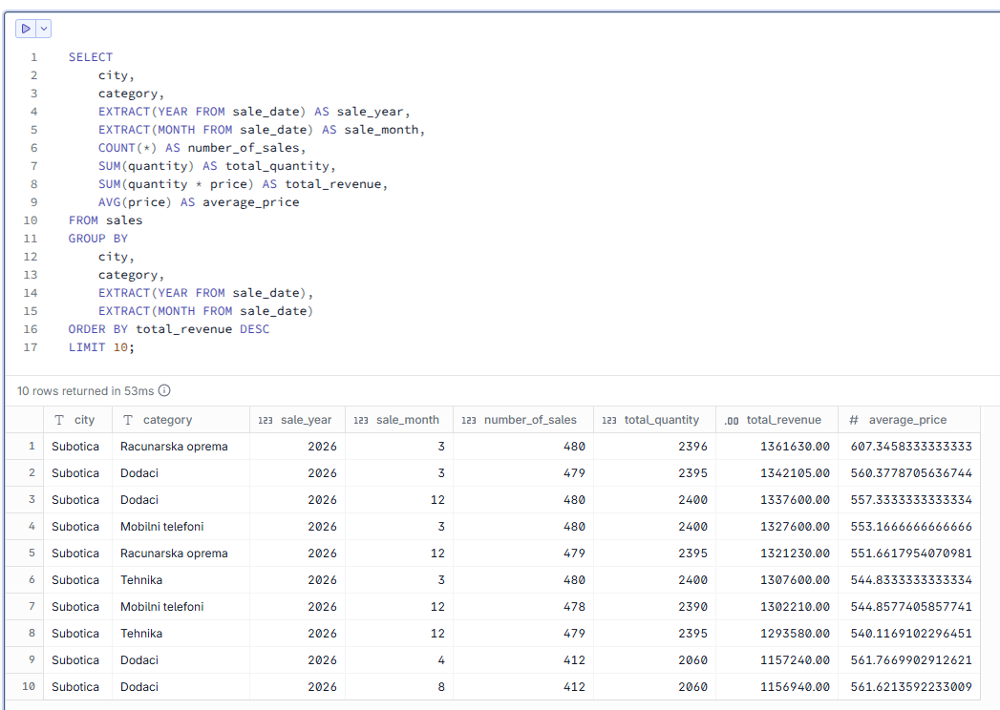 1 SELECT
2 city,
3 category,
4 EXTRACT(YEAR FROM sale_date) AS sale_year,
5 EXTRACT(MONTH FROM sale_date) AS sale_month,
6 COUNT(*) AS number_of_sales,
7 SUM(quantity) AS total_quantity,
8 SUM(quantity * price) AS total_revenue,
9 AVG(price) AS average_price
10 FROM sales
11 GROUP BY
12 city,
13 category,
14 EXTRACT(YEAR FROM sale_date),
15 EXTRACT(MONTH FROM sale_date)
16 ORDER BY total_revenue DESC
17 LIMIT 10;
10 rows returned in 53ms
T city T category 123 sale_year 123 sale_month 123 number_of_sales 123 total_quantity .00 total_revenue # average_price
1 Subotica Racunarska oprema 2026 3 480 2396 1361630.00 607.3458333333333
2 Subotica Dodaci 2026 3 479 2395 1342105.00 560.3778705636744
3 Subotica Dodaci 2026 12 480 2400 1337600.00 557.3333333333334
4 Subotica Mobilni telefoni 2026 3 480 2400 1327600.00 553.1666666666666
5 Subotica Racunarska oprema 2026 12 479 2395 1321230.00 551.6617954070981
6 Subotica Tehnika 2026 3 480 2400 1307600.00 544.8333333333334
7 Subotica Mobilni telefoni 2026 12 478 2390 1302210.00 544.8577405857741
8 Subotica Tehnika 2026 12 479 2395 1293580.00 540.1169102296451
9 Subotica Dodaci 2026 4 412 2060 1157240.00 561.7669902912621
10 Subotica Dodaci 2026 8 412 2060 1156940.00 561.6213592233009